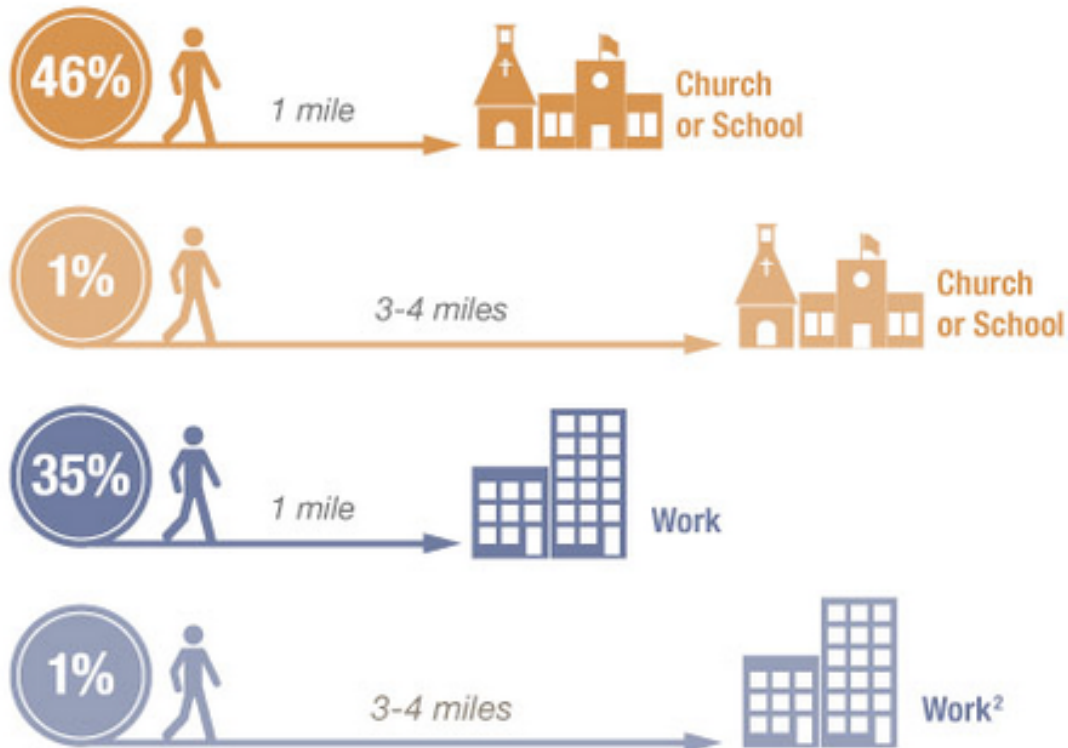 46%
1 mile
Church
or School
1%
3-4 miles
Church
or School
35%
1 mile
Work
1%
3-4 miles
Work²